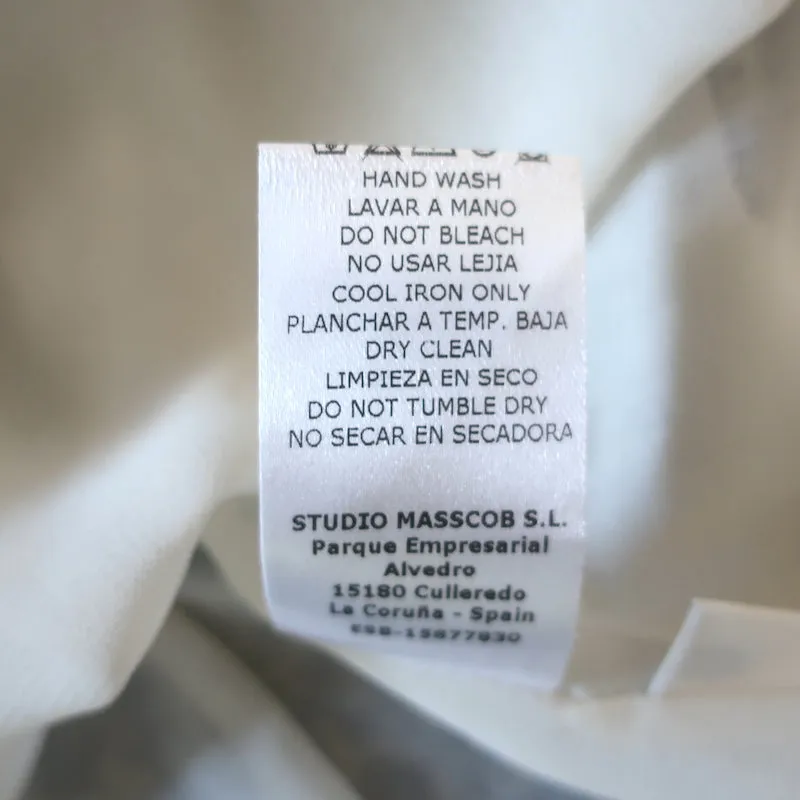 HAND WASH
LAVAR A MANO
DO NOT BLEACH
NO USAR LEJIA
COOL IRON ONLY
PLANCHAR A TEMP. BAJA
DRY CLEAN
LIMPIEZA EN SECO
DO NOT TUMBLE DRY
NO SECAR EN SECADORA
STUDIO MASSCOB S.L.
Parque Empresarial
Alvedro
15180 Culleredo
La Coruña - Spain